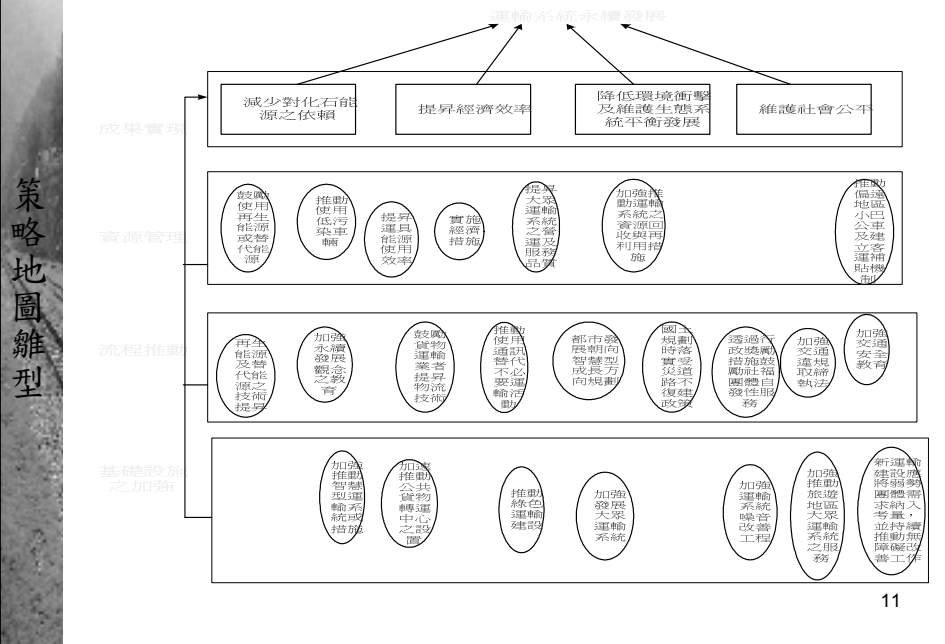 策略地圖雛型
運輸系統永續發展
成果實現
減少對化石能
源之依賴
提昇經濟效率
降低環境衝擊
及維護生態系
統平衡發展
維護社會公平
資源管理
鼓勵
使用
再生
能源
或替
代能
源
推動
使用
低污
染車
輛
提昇
運具
能源
使用
效率
實施
經濟
措施
提昇
大眾
運輸
系統
之營
運及
服務
品質
加強推
動運輸
系統之
資源回
收與再
利用措
施
推動
偏遠
地區
小巴
公車
及建
立客
運補
貼機
制
流程推動
再生
能源
及替
代能
源之
技術
提昇
加強
永續
發展
觀念
之教
育
鼓勵
貨物
運輸
業者
提昇
物流
技術
推動
使用
通訊
替代
不必
要運
輸活
動
都市發
展朝向
智慧型
成長方
向規劃
國土
規劃
時落
實受
災道
路不
復建
政策
透過行
政獎勵
措施鼓
勵社福
團體自
發性服
務
加強
交通
違規
取締
執法
加強
交通
安全
教育
基礎設施
之加強
加強
推動
智慧
型運
輸系
統或
措施
加速
推動
公共
貨物
轉運
中心
之設
置
推動
綠色
運輸
建設
加強
發展
大眾
運輸
系統
加強
運輸
系統
噪音
改善
工程
加強
推動
旅遊
地區
大眾
運輸
系統
之服
務
新運輸
建設應
將弱勢
團體需
求納入
考量，
並持續
推動無
障礙改
善工作
11